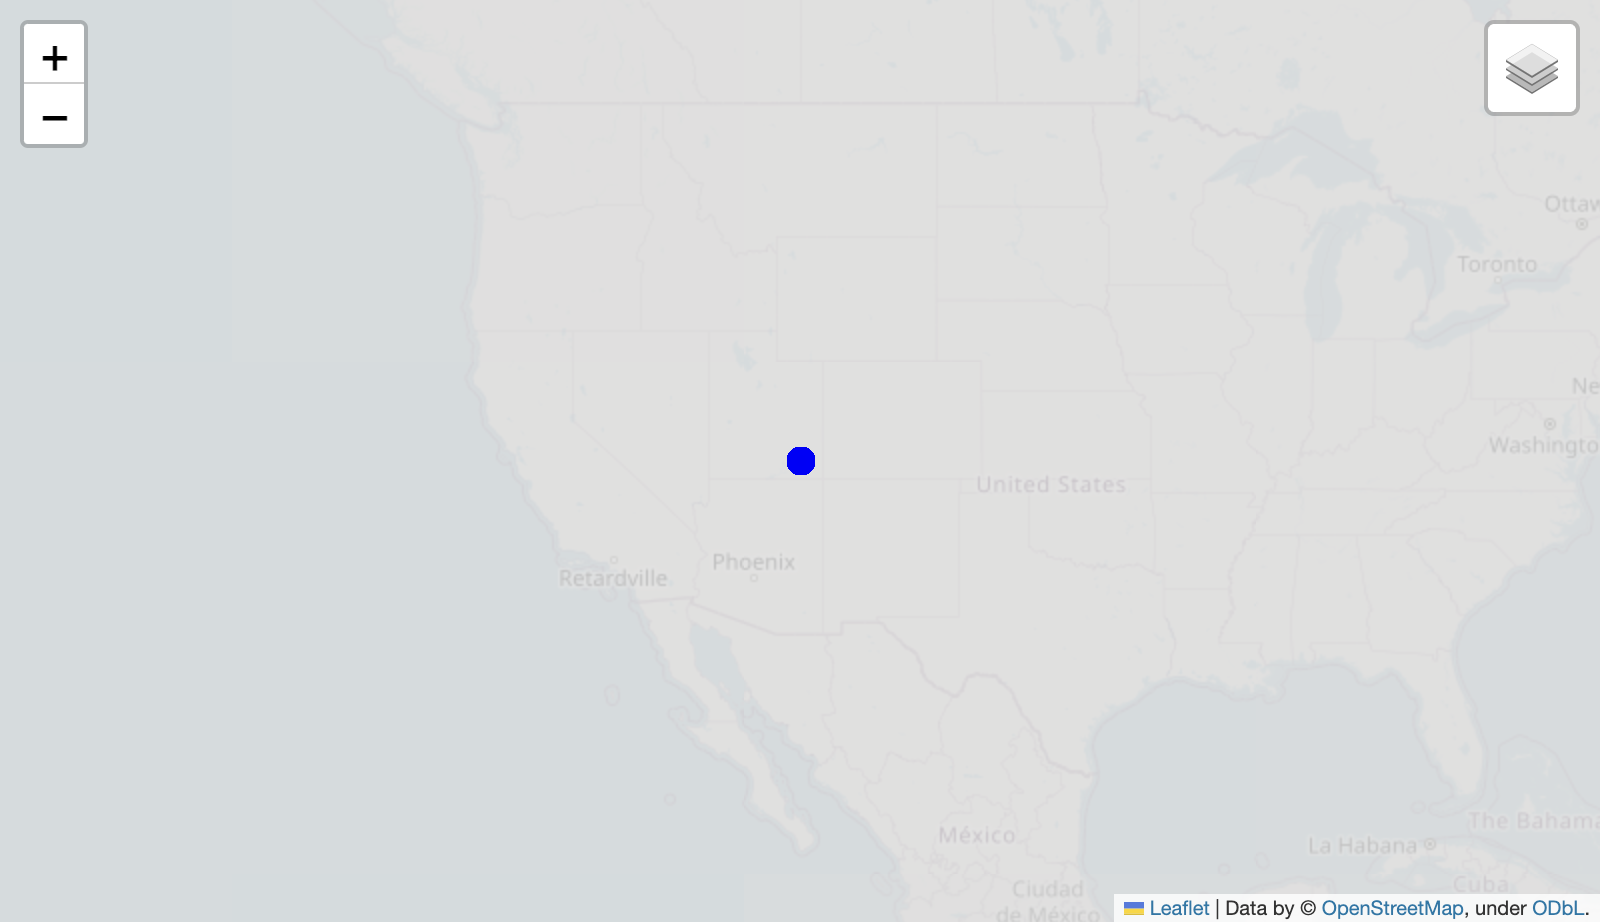 +
−
Ottaw
Toronto
Ne
Washingto
United States
Phoenix
Retardville
México
The Bahama
La Habana
Cuba
Ciudad
de México
Leaflet | Data by © OpenStreetMap, under ODbL.